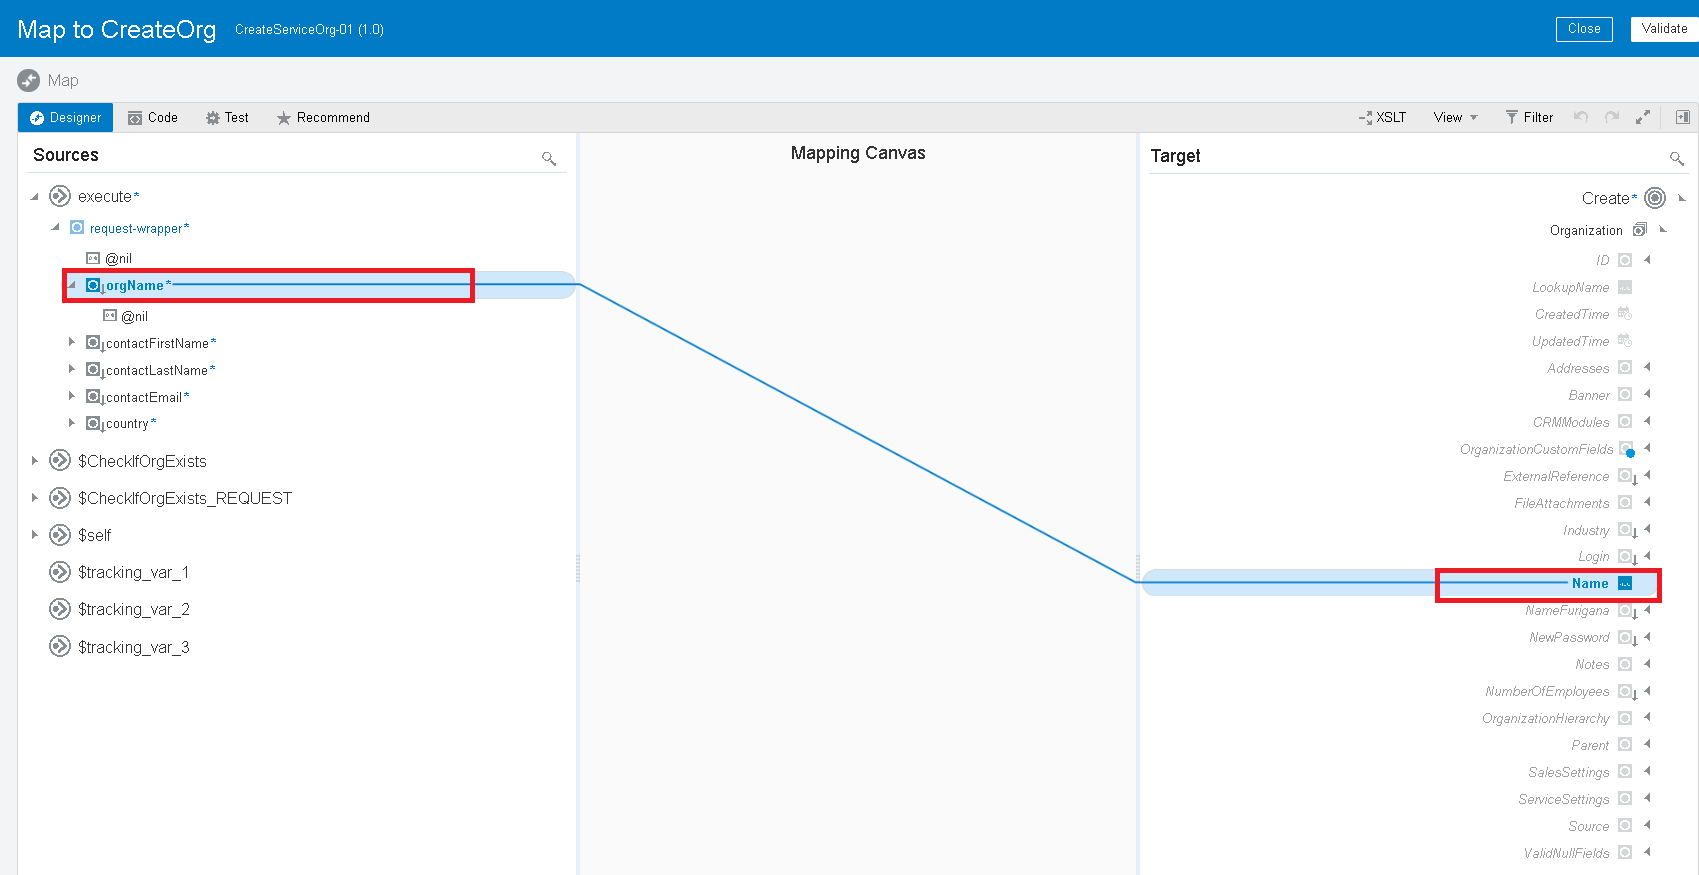 Map to CreateOrg CreateServiceOrg-01 (1.0) Close Validate
Map
Designer Code Test Recommend XSLT View Filter
Sources
Mapping Canvas
Target
execute*
request-wrapper*
@nil
orgName*
@nil
contactFirstName*
contactLastName*
contactEmail*
country*
$CheckIfOrgExists
$CheckIfOrgExists_REQUEST
$self
$tracking_var_1
$tracking_var_2
$tracking_var_3
Create*
Organization
ID
LookupName
CreatedTime
UpdatedTime
Addresses
Banner
CRMModules
OrganizationCustomFields
ExternalReference
FileAttachments
Industry
Login
Name
NameFurigana
NewPassword
Notes
NumberOfEmployees
OrganizationHierarchy
Parent
SalesSettings
ServiceSettings
Source
ValidNullFields